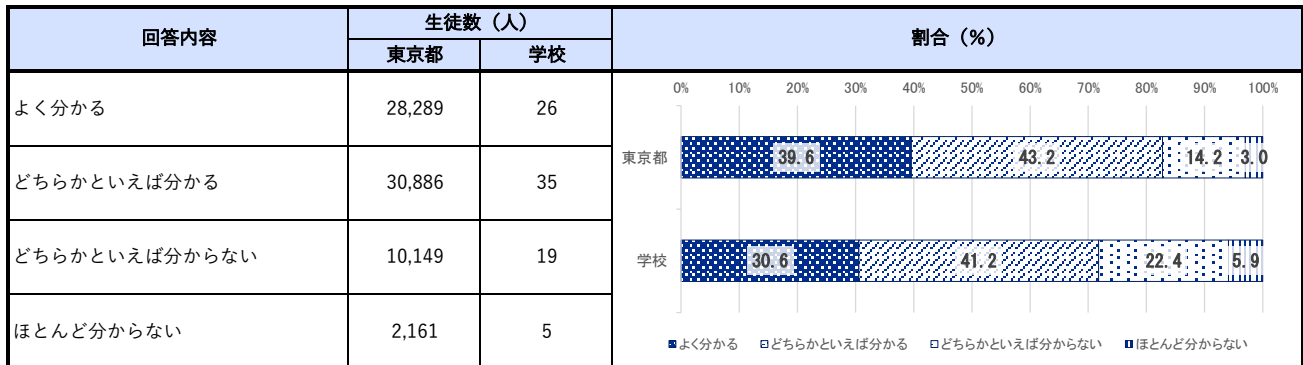 回答内容
生徒数（人）
東京都
学校
割合（%）
よく分かる
28,289
26
どちらかといえば分かる
30,886
35
どちらかといえば分からない
10,149
19
ほとんど分からない
2,161
5
0%
10%
20%
30%
40%
50%
60%
70%
80%
90%
100%
東京都
39.6
43.2
14.2
3.0
学校
30.6
41.2
22.4
5.9
よく分かる
どちらかといえば分かる
どちらかといえば分からない
ほとんど分からない